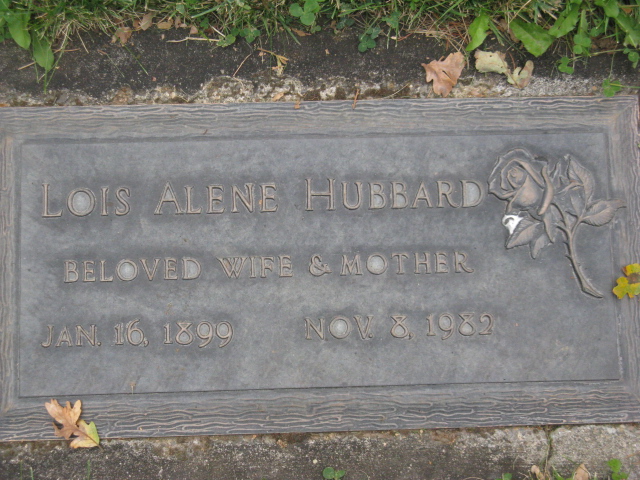 Lois Alene Hubbard
BELOVED WIFE & MOTHER
JAN. 16, 1899 NOV. 8, 1982